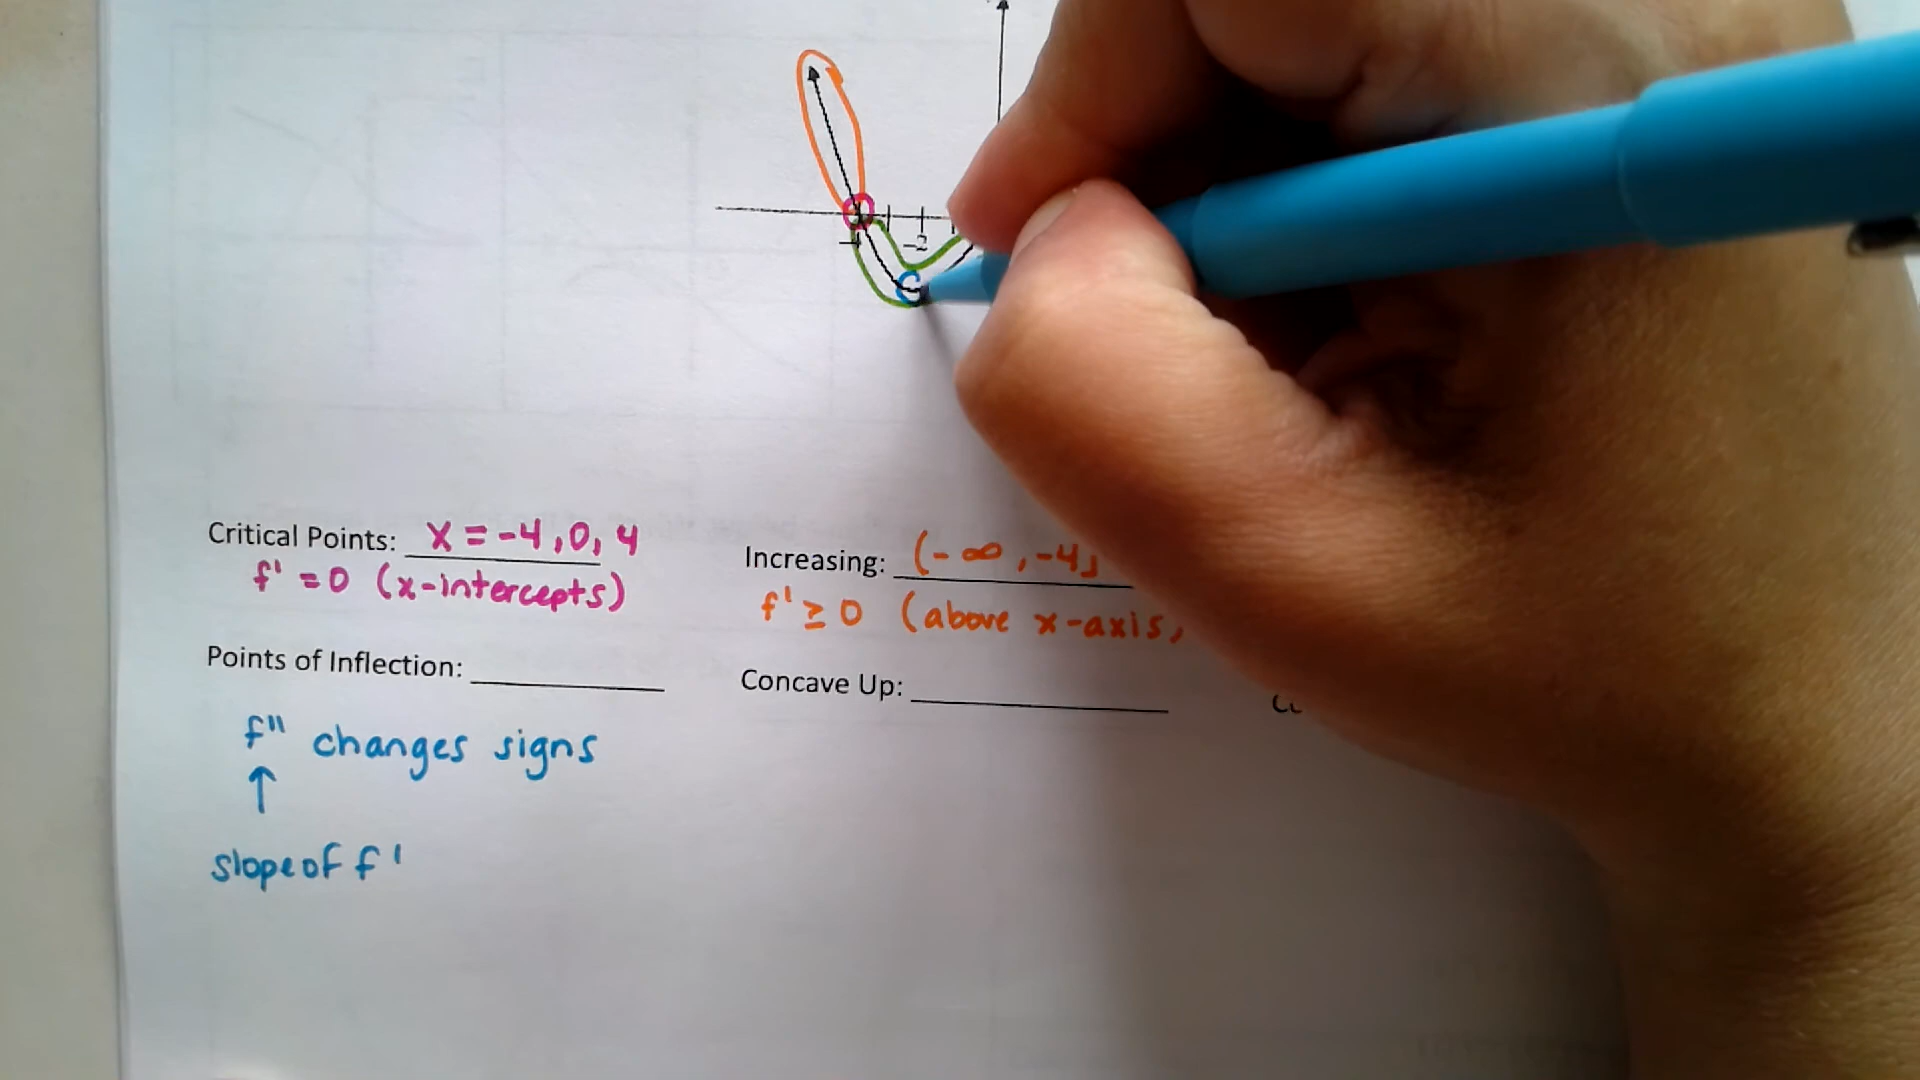 -4
-2
Critical Points: x = -4, 0, 4
f' = 0 (x-intercepts)
Increasing: (-∞, -4]
f' ≥ 0 (above x-axis)
Points of Inflection:
Concave Up:
f'' changes signs
↑
slope of f'